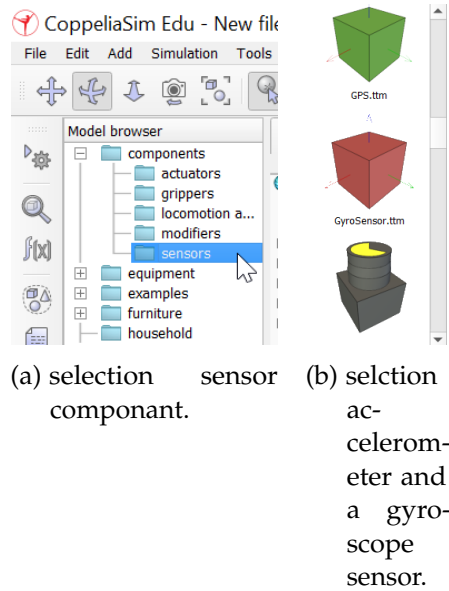 CoppeliaSim Edu - New file
File Edit Add Simulation Tools
Model browser
components
actuators
grippers
locomotion a...
modifiers
sensors
equipment
examples
furniture
household
f(x)
GPS.ttm
GyroSensor.ttm
(a) selection sensor
componant.
(b) selction
ac-
celerom-
eter and
a gyro-
scope
sensor.